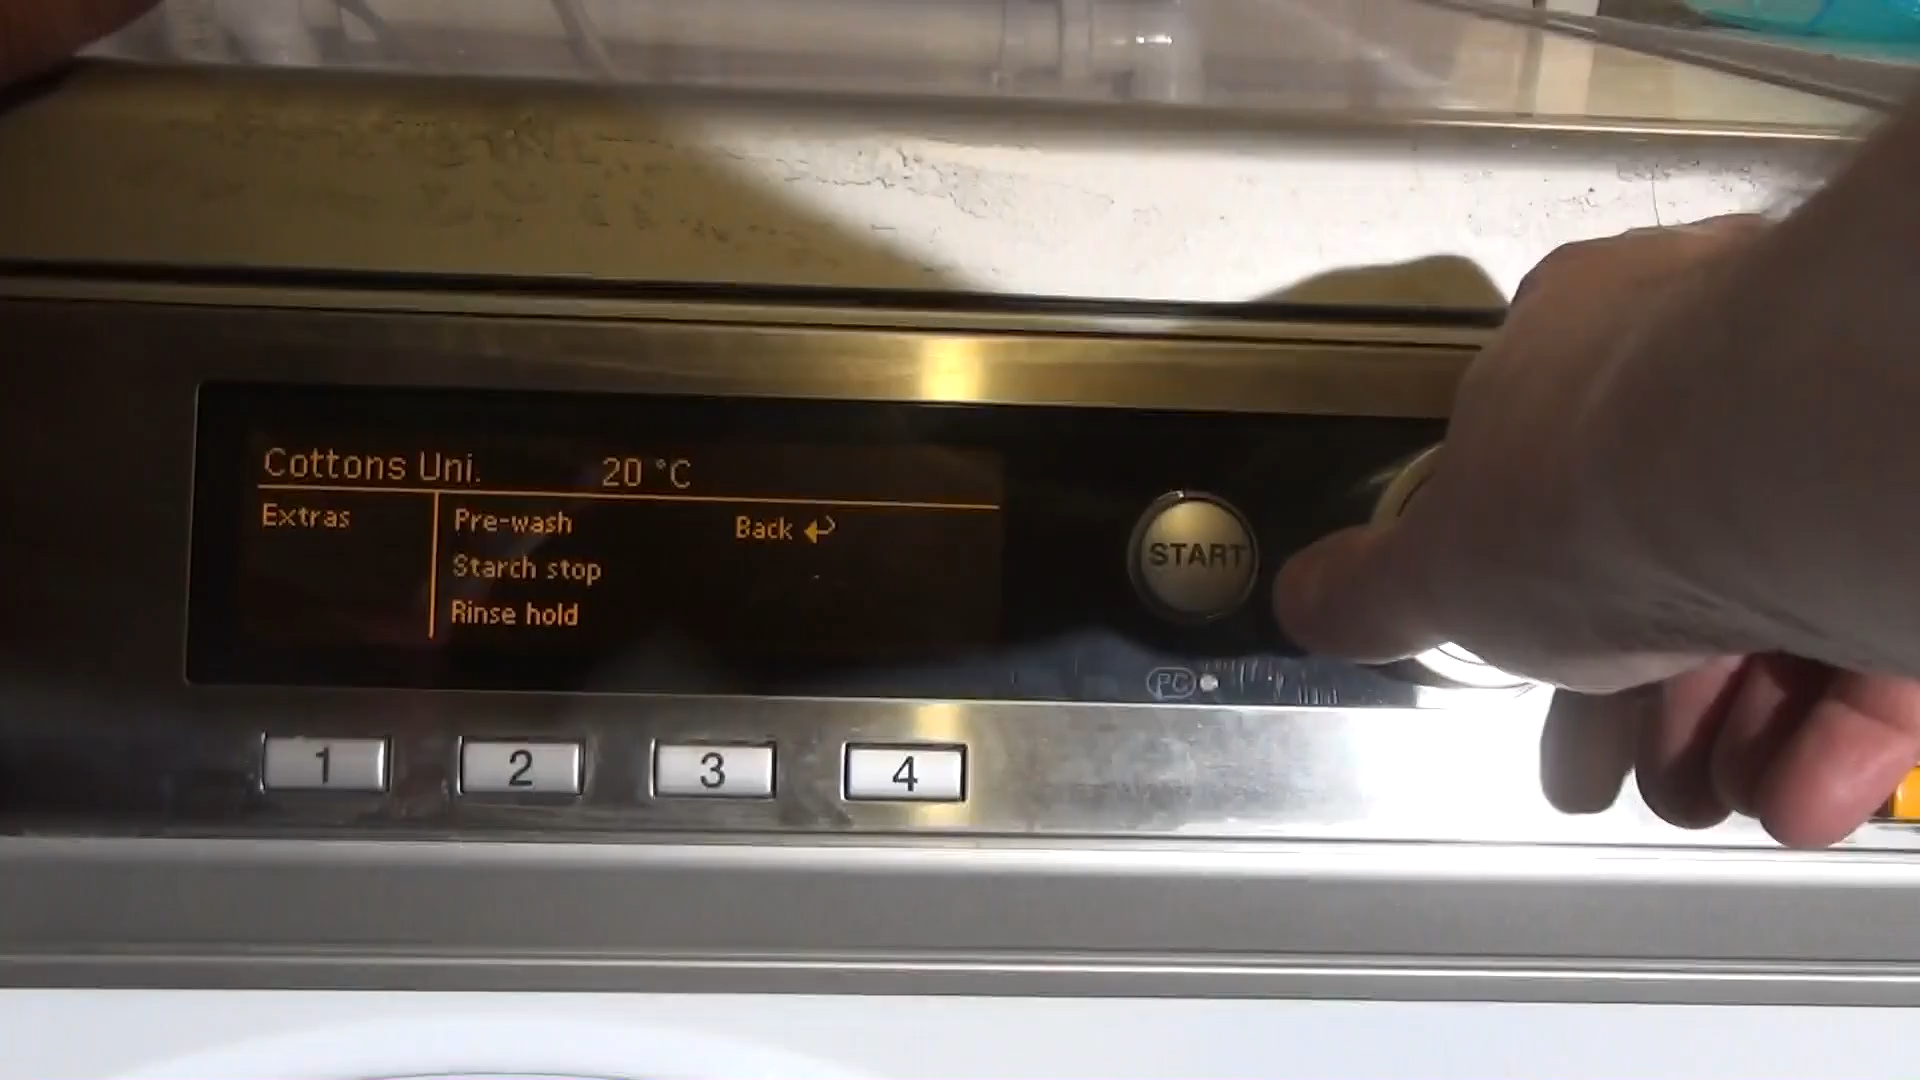 Cottons Uni. 20 °C
Extras Pre-wash Back ↵
Starch stop
Rinse hold
START
PC
1 2 3 4